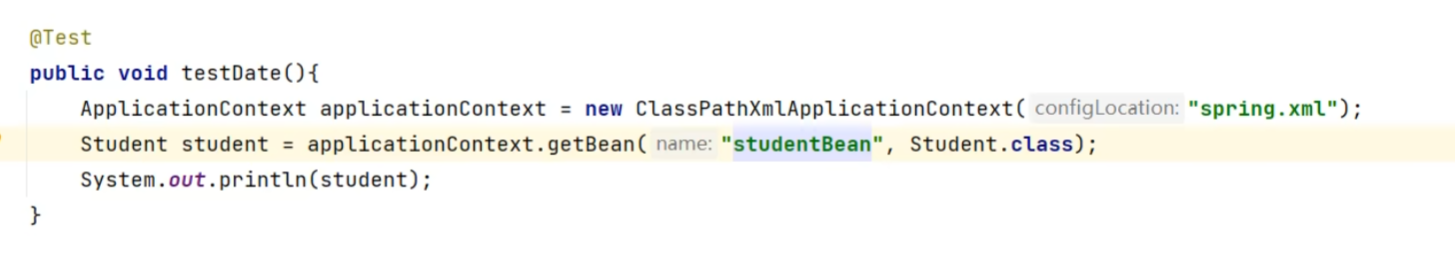 @Test
public void testDate(){
ApplicationContext applicationContext = new ClassPathXmlApplicationContext( configLocation: "spring.xml");
Student student = applicationContext.getBean( name: "studentBean", Student.class);
System.out.println(student);
}